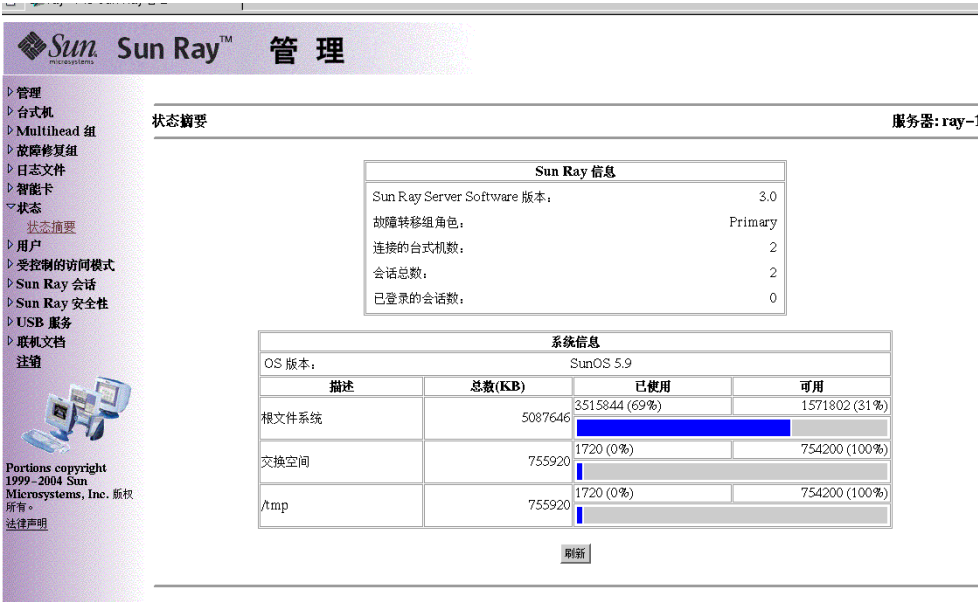 Sun microsystems Sun Ray™ 管 理
管理
台式机
Multihead 组
故障修复组
日志文件
智能卡
状态
状态摘要
用户
受控制的访问模式
Sun Ray 会话
Sun Ray 安全性
USB 服务
联机文档
注销
Portions copyright
1999-2004 Sun
Microsystems, Inc. 版权
所有。
法律声明
状态摘要
服务器: ray-1
Sun Ray 信息
Sun Ray Server Software 版本: 3.0
故障转移组角色: Primary
连接的台式机数: 2
会话总数: 2
已登录的会话数: 0
系统信息
OS 版本: SunOS 5.9
描述 总数(KB) 已使用 可用
根文件系统 5087646 3515844 (69%) 1571802 (31%)
交换空间 755920 1720 (0%) 754200 (100%)
/tmp 755920 1720 (0%) 754200 (100%)
刷新